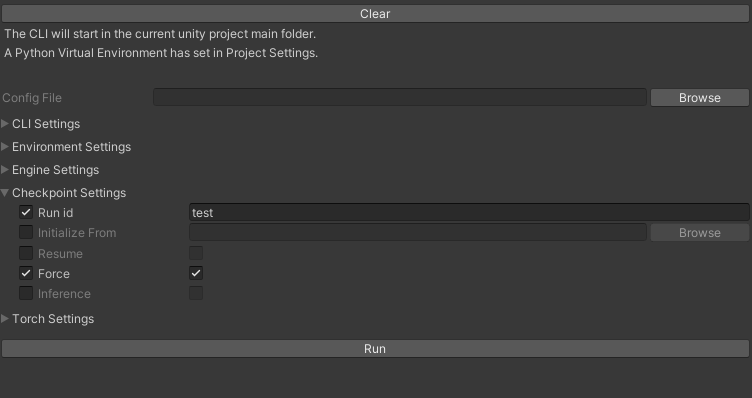 Clear
The CLI will start in the current unity project main folder.
A Python Virtual Environment has set in Project Settings.
Config File Browse
CLI Settings
Environment Settings
Engine Settings
Checkpoint Settings
Run id test
Initialize From Browse
Resume
Force
Inference
Torch Settings
Run